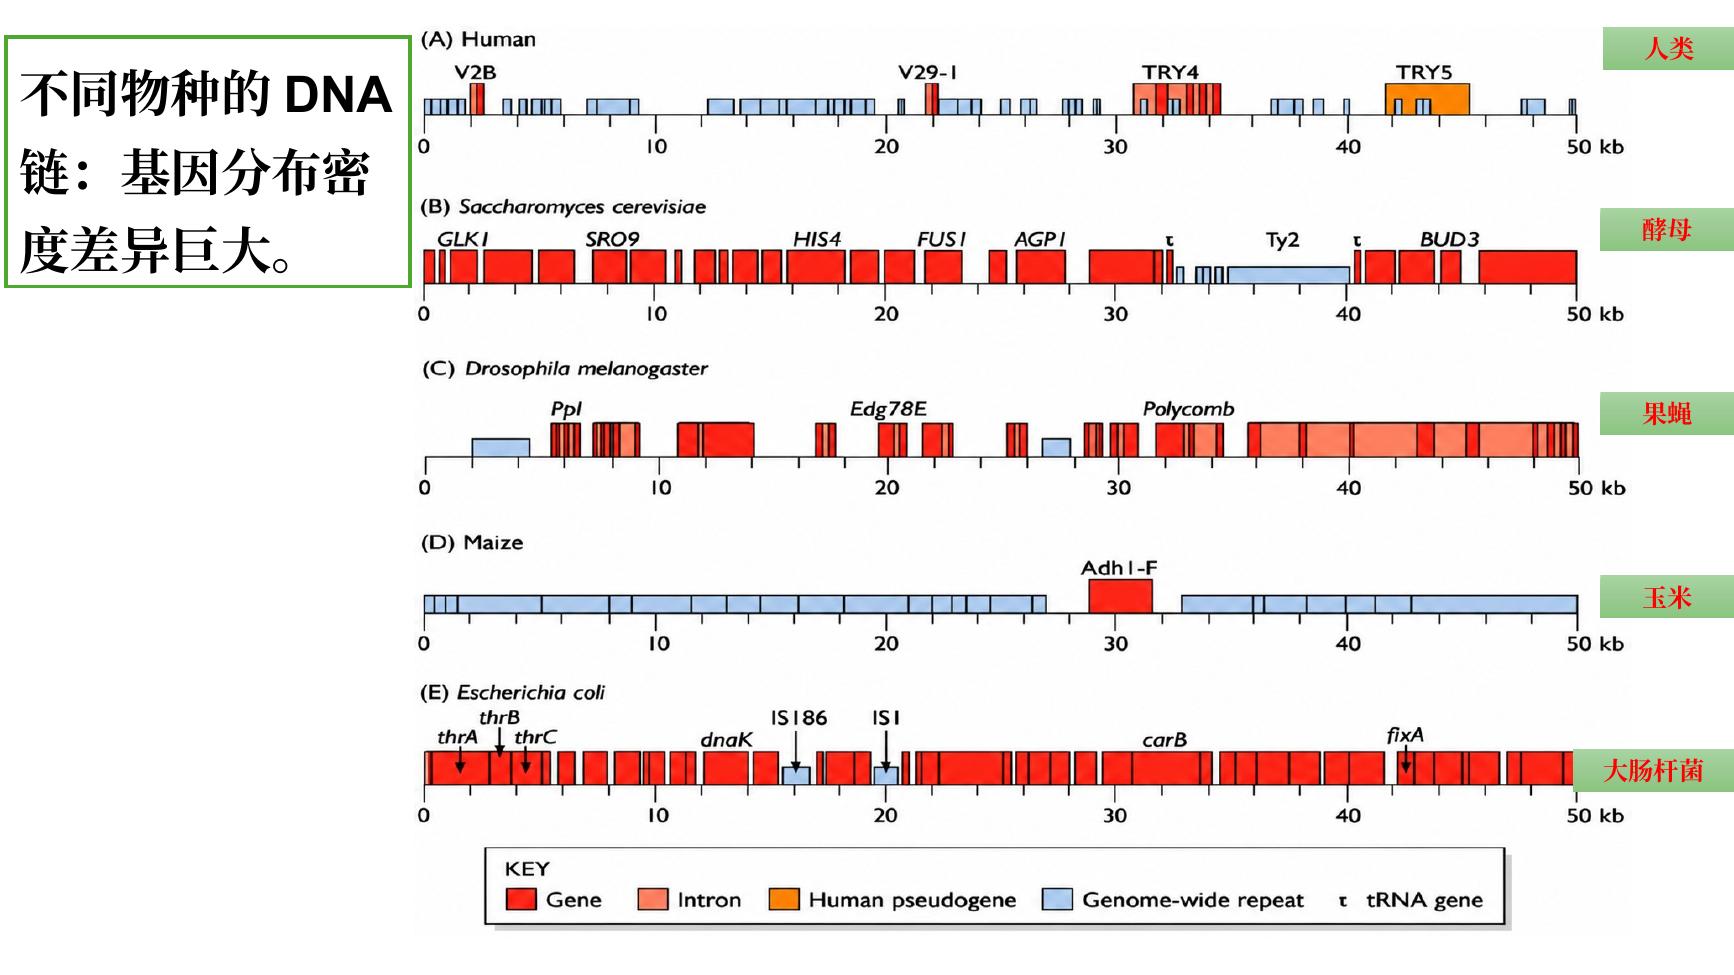 不同物种的 DNA
链：基因分布密
度差异巨大。
(A) Human
人类
V2B V29-1 TRY4 TRY5
0 10 20 30 40 50 kb
(B) Saccharomyces cerevisiae
酵母
GLK1 SRO9 HIS4 FUS1 AGP1 τ Ty2 τ BUD3
0 10 20 30 40 50 kb
(C) Drosophila melanogaster
果蝇
PpI Edg78E Polycomb
0 10 20 30 40 50 kb
(D) Maize
Adh1-F
玉米
0 10 20 30 40 50 kb
(E) Escherichia coli
thrB IS186 IS1
thrA thrC dnaK carB fixA
大肠杆菌
0 10 20 30 40 50 kb
KEY
Gene Intron Human pseudogene Genome-wide repeat τ tRNA gene